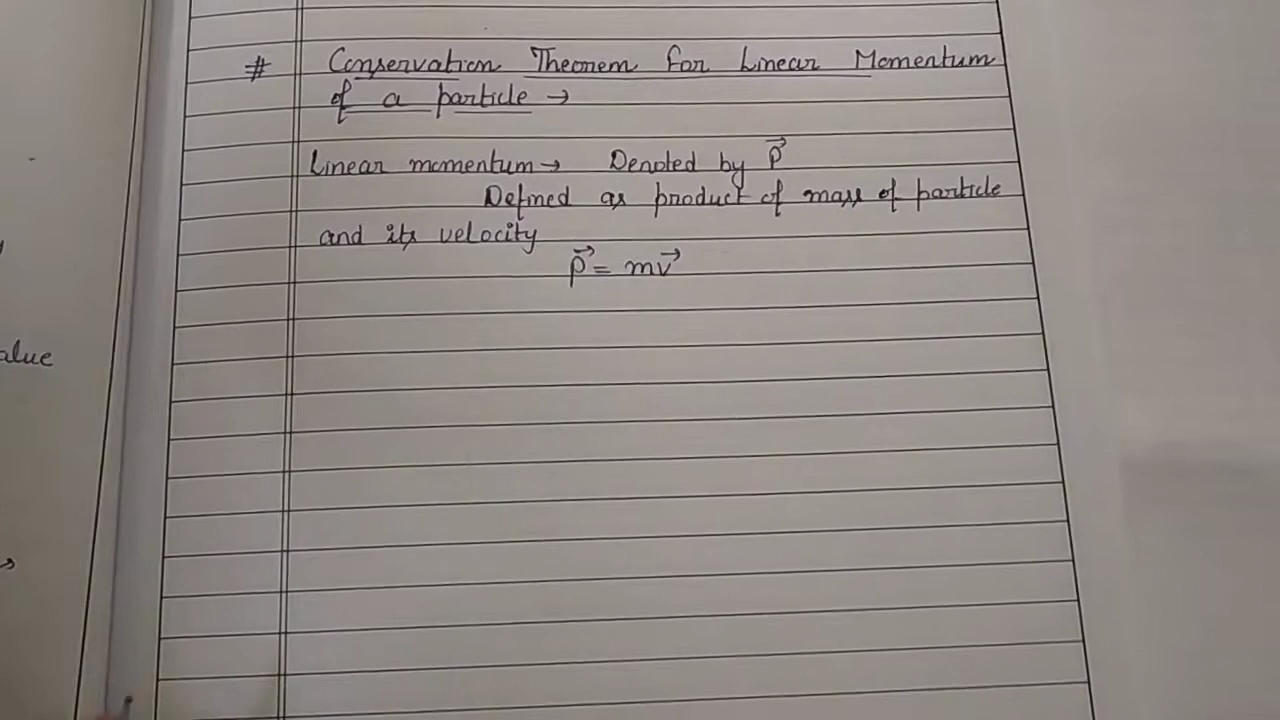 # Conservation Theorem for Linear Momentum
of a particle →
Linear momentum → Denoted by p⃗
Defined as product of mass of particle
and its velocity
p⃗ = mv⃗
alue
→